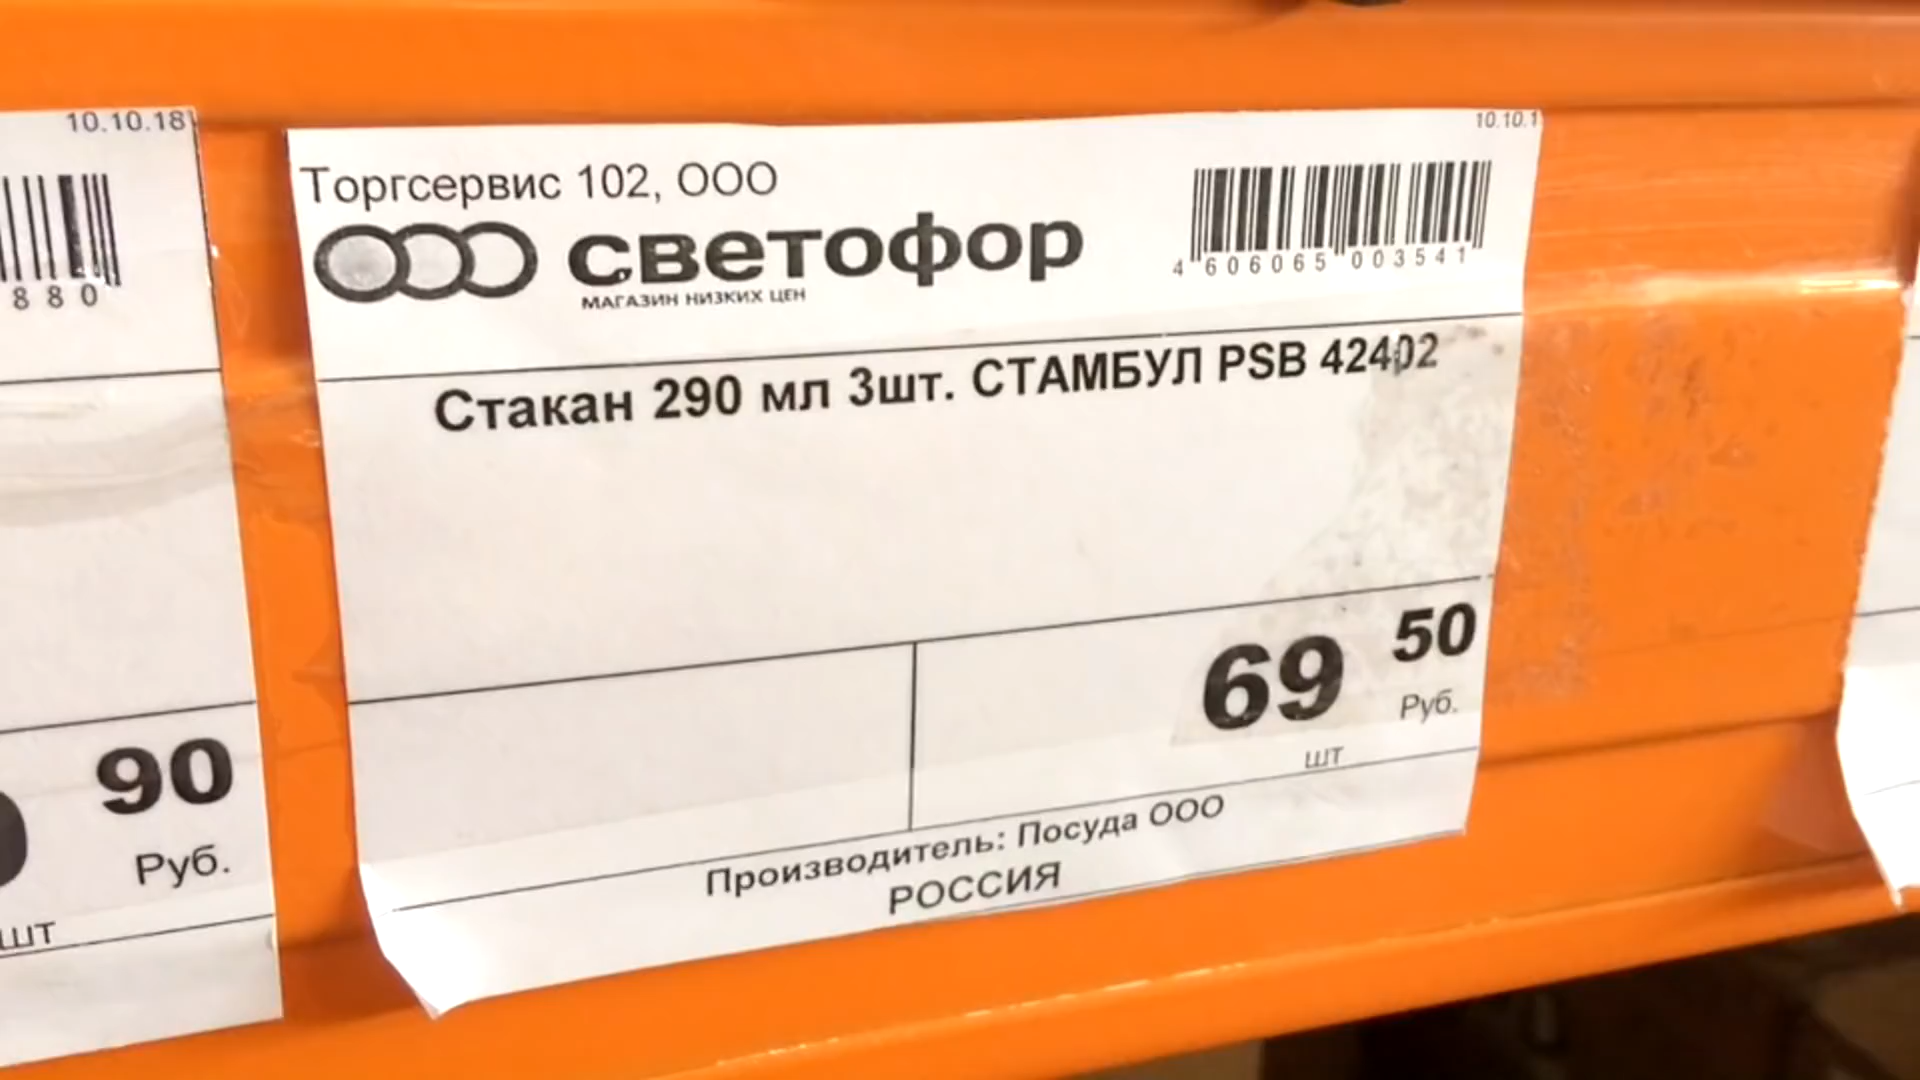 10.10.18
880
90
Руб.
шт
10.10.1
Торгсервис 102, ООО
светофор
МАГАЗИН НИЗКИХ ЦЕН
4 606065 003541
Стакан 290 мл 3шт. СТАМБУЛ PSB 42402
69 50
Руб.
шт
Производитель: Посуда ООО
РОССИЯ